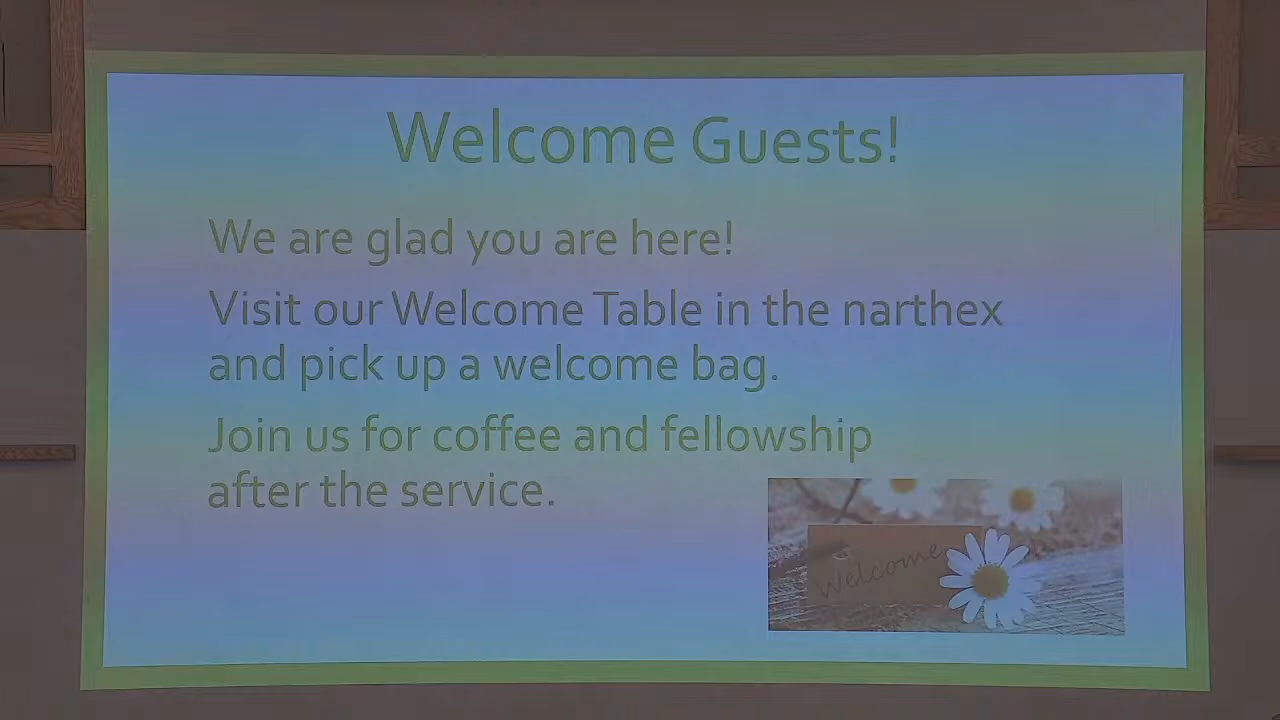 Welcome Guests!
We are glad you are here!
Visit our Welcome Table in the narthex
and pick up a welcome bag.
Join us for coffee and fellowship
after the service.
Welcome